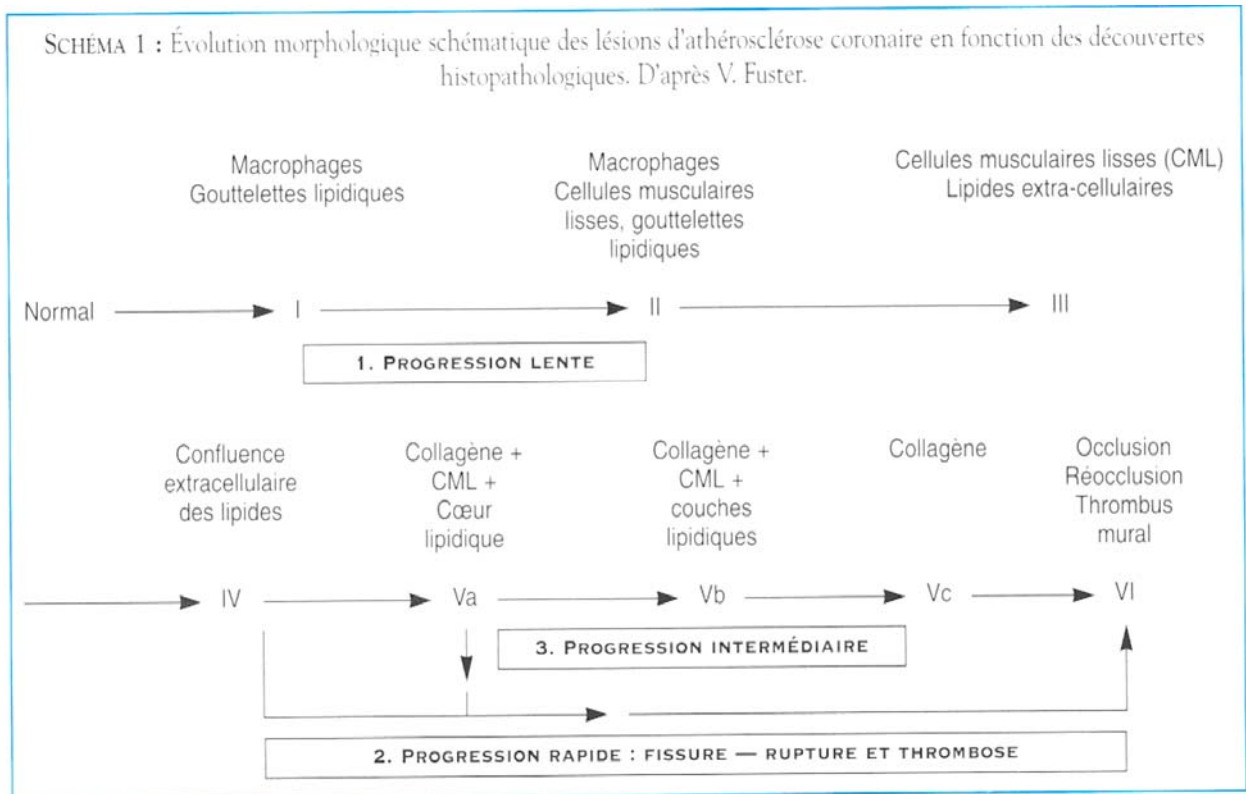 SCHÉMA 1 : Évolution morphologique schématique des lésions d'athérosclérose coronaire en fonction des découvertes
histopathologiques. D'après V. Fuster.
Macrophages
Gouttelettes lipidiques
Macrophages
Cellules musculaires
lisses, gouttelettes
lipidiques
Cellules musculaires lisses (CML)
Lipides extra-cellulaires
Normal I II III
1. PROGRESSION LENTE
Confluence
extracellulaire
des lipides
Collagène +
CML +
Cœur
lipidique
Collagène +
CML +
couches
lipidiques
Collagène
Occlusion
Réocclusion
Thrombus
mural
IV Va Vb Vc VI
3. PROGRESSION INTERMÉDIAIRE
2. PROGRESSION RAPIDE : FISSURE — RUPTURE ET THROMBOSE